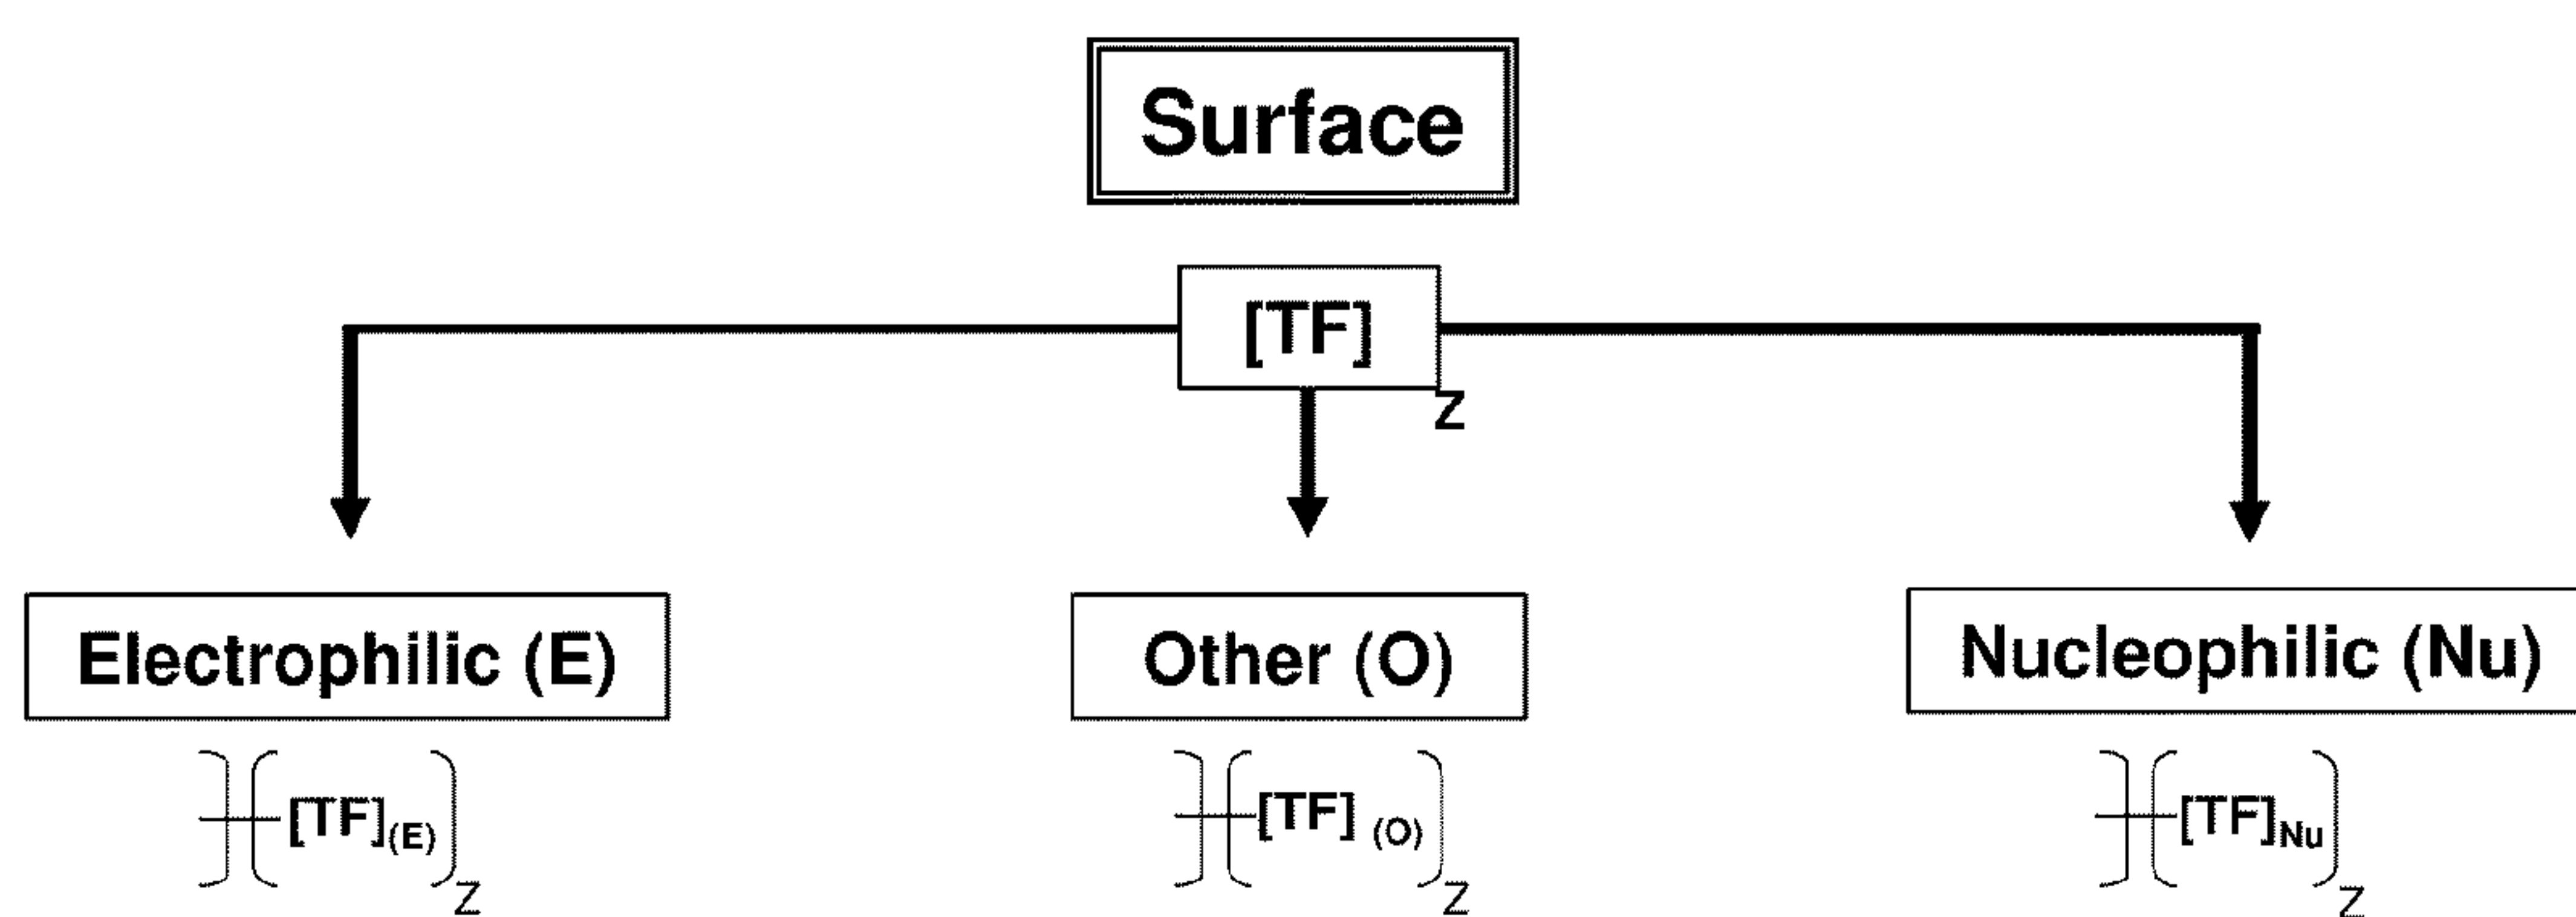 Surface
[TF]
Z
Electrophilic (E) Other (O) Nucleophilic (Nu)
[TF](E) [TF] (O) [TF]Nu
Z Z Z